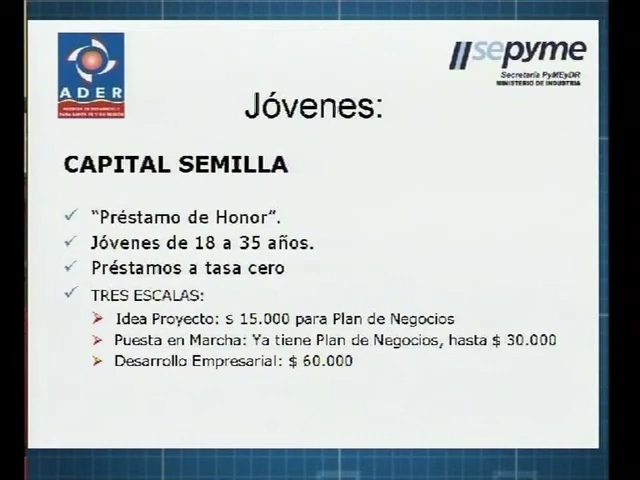 ADER
sepyme
Secretaría PyMEyDR
MINISTERIO DE INDUSTRIA
Jóvenes:
CAPITAL SEMILLA
"Préstamo de Honor".
Jóvenes de 18 a 35 años.
Préstamos a tasa cero
TRES ESCALAS:
Idea Proyecto: $ 15.000 para Plan de Negocios
Puesta en Marcha: Ya tiene Plan de Negocios, hasta $ 30.000
Desarrollo Empresarial: $ 60.000